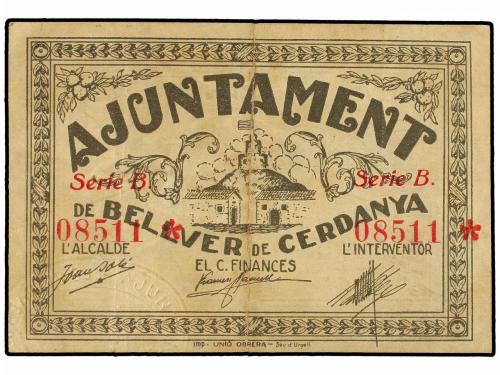 AJUNTAMENT
Serie B. Serie B.
DE BELLVER DE CERDANYA
08511 * 08511 *
L'ALCALDE EL C. FINANCES L'INTERVENTOR
Imp. UNIÓ OBRERA - Seu d'Urgell